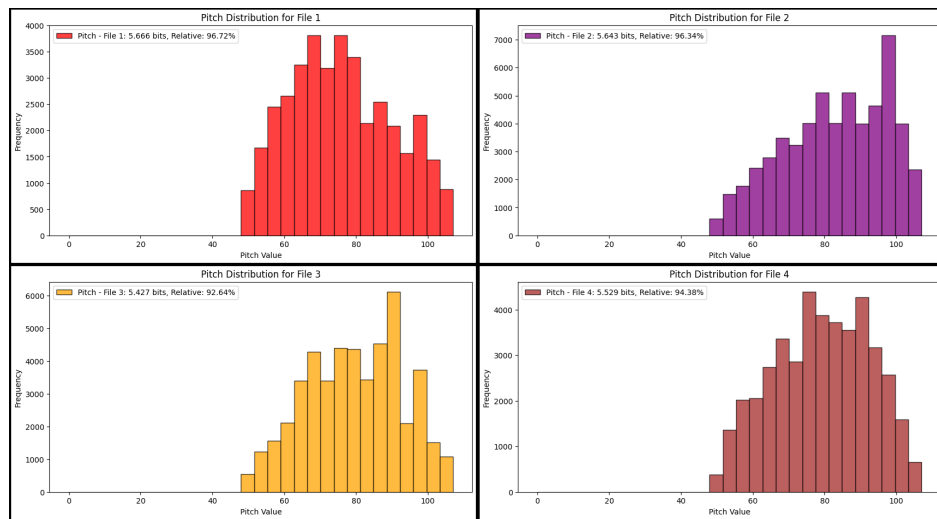 Pitch Distribution for File 1
Pitch - File 1: 5.666 bits, Relative: 96.72%
Frequency
4000
3500
3000
2500
2000
1500
1000
500
0
0 20 40 60 80 100
Pitch Value
Pitch Distribution for File 2
Pitch - File 2: 5.643 bits, Relative: 96.34%
Frequency
7000
6000
5000
4000
3000
2000
1000
0
0 20 40 60 80 100
Pitch Value
Pitch Distribution for File 3
Pitch - File 3: 5.427 bits, Relative: 92.64%
Frequency
6000
5000
4000
3000
2000
1000
0
0 20 40 60 80 100
Pitch Value
Pitch Distribution for File 4
Pitch - File 4: 5.529 bits, Relative: 94.38%
Frequency
4000
3000
2000
1000
0
0 20 40 60 80 100
Pitch Value